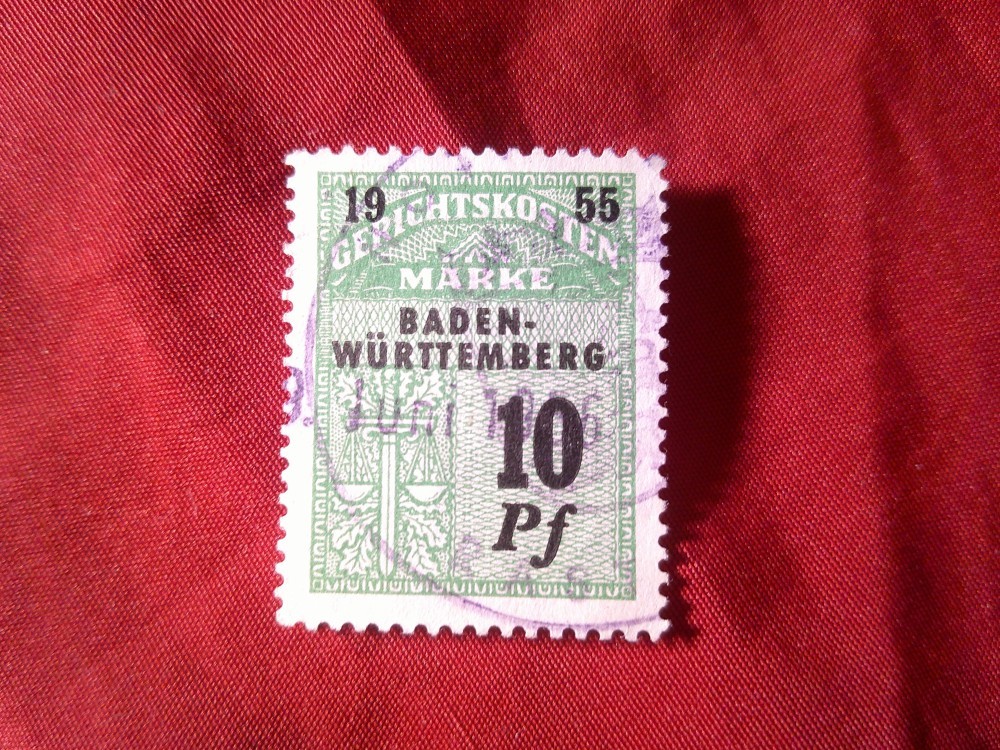 19 55
GERICHTSKOSTEN
MARKE
BADEN-
WÜRTTEMBERG
Juni
10
Pf